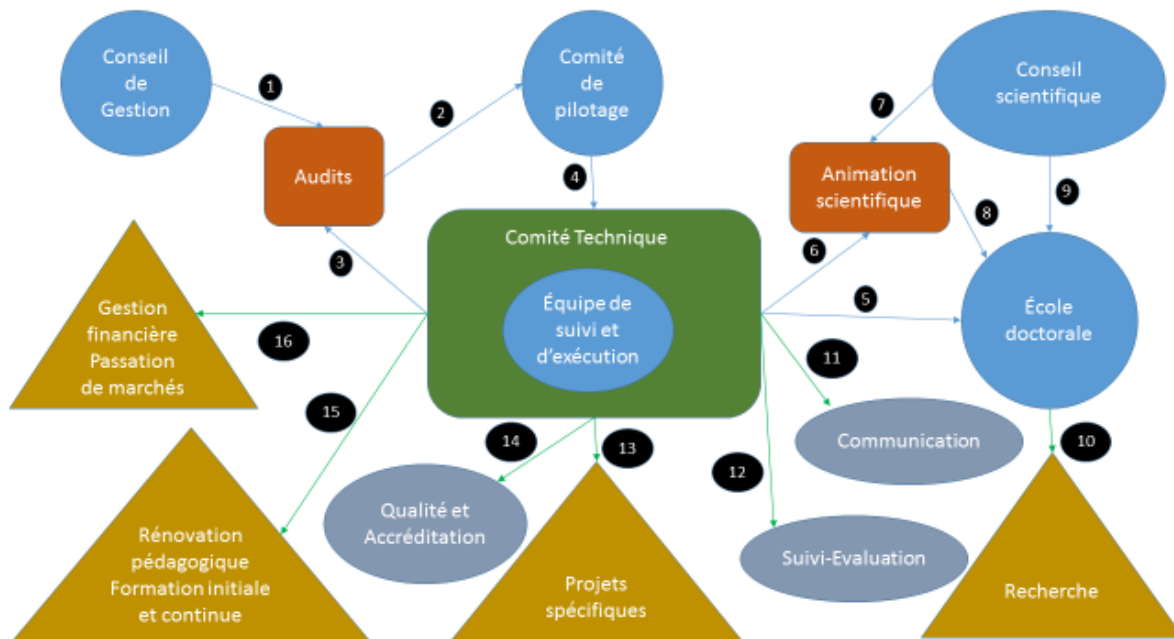 Conseil
de
Gestion
1
2
Comité
de
pilotage
7
Conseil
scientifique
Audits
4
Animation
scientifique
8
9
3
Comité Technique
6
Équipe de
suivi et
d'exécution
5
École
doctorale
Gestion
financière
Passation
de marchés
16
11
15
14
13
12
Communication
10
Qualité et
Accréditation
Rénovation
pédagogique
Formation initiale
et continue
Projets
spécifiques
Suivi-Evaluation
Recherche